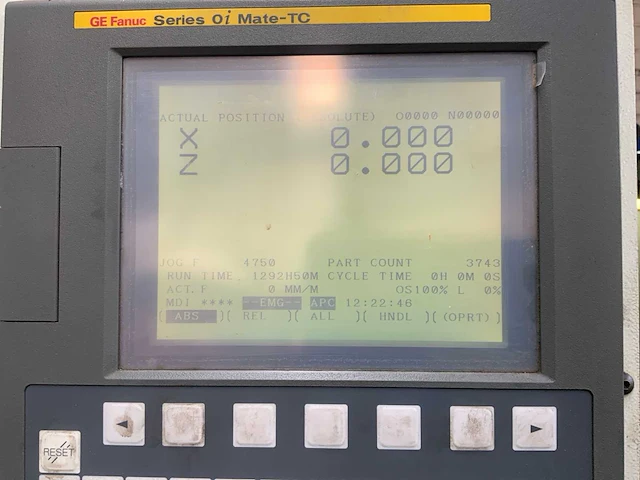 GE Fanuc Series 0i Mate-TC
ACTUAL POSITION OLUTE) O0000 N00000
X 0.000
Z 0.000
JOG F 4750 PART COUNT 3743
RUN TIME 1292H50M CYCLE TIME 0H 0M 0S
ACT.F 0 MM/M OS100% L 0%
MDI **** --EMG-- APC 12:22:46
[ ABS ][ REL ][ ALL ][ HNDL ][(OPRT)]
RESET